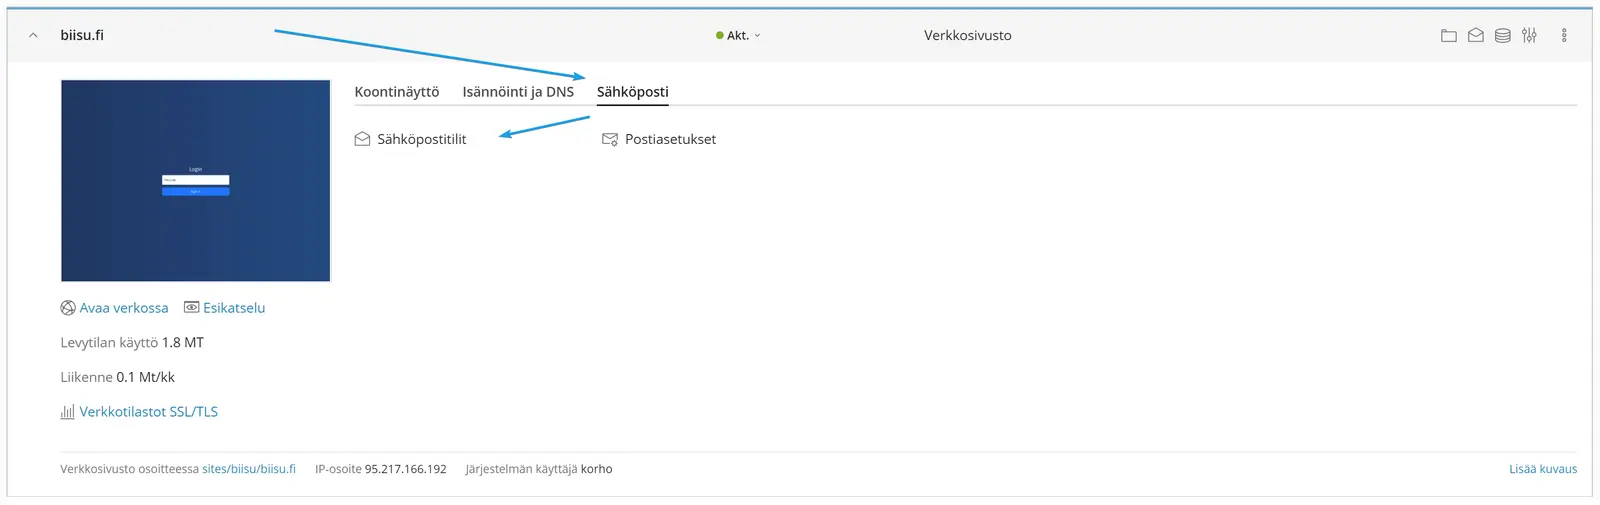 biisu.fi Akt. Verkkosivusto
Koontinäyttö Isännöinti ja DNS Sähköposti
Sähköpostitilit Postiasetukset
Login
Avaa verkossa Esikatselu
Levytilan käyttö 1.8 MT
Liikenne 0.1 Mt/kk
Verkkotilastot SSL/TLS
Verkkosivusto osoitteessa sites/biisu/biisu.fi IP-osoite 95.217.166.192 Järjestelmän käyttäjä korho Lisää kuvaus